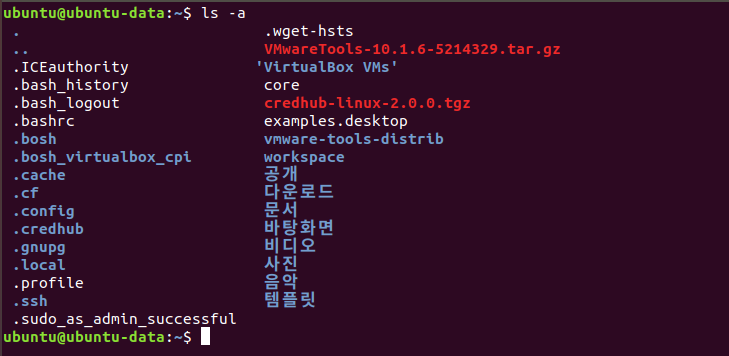 ubuntu@ubuntu-data:~$ ls -a
. .wget-hsts
.. VMwareTools-10.1.6-5214329.tar.gz
.ICEauthority 'VirtualBox VMs'
.bash_history core
.bash_logout credhub-linux-2.0.0.tgz
.bashrc examples.desktop
.bosh vmware-tools-distrib
.bosh_virtualbox_cpi workspace
.cache 공개
.cf 다운로드
.config 문서
.credhub 바탕화면
.gnupg 비디오
.local 사진
.profile 음악
.ssh 템플릿
.sudo_as_admin_successful
ubuntu@ubuntu-data:~$